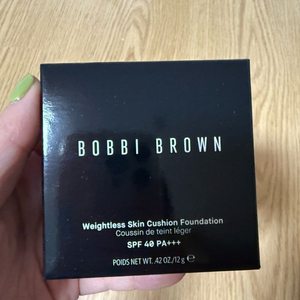 BOBBI BROWN
Weightless Skin Cushion Foundation
Coussin de teint léger
SPF 40 PA+++
POIDS NET WT. .42 OZ./12 g ℮